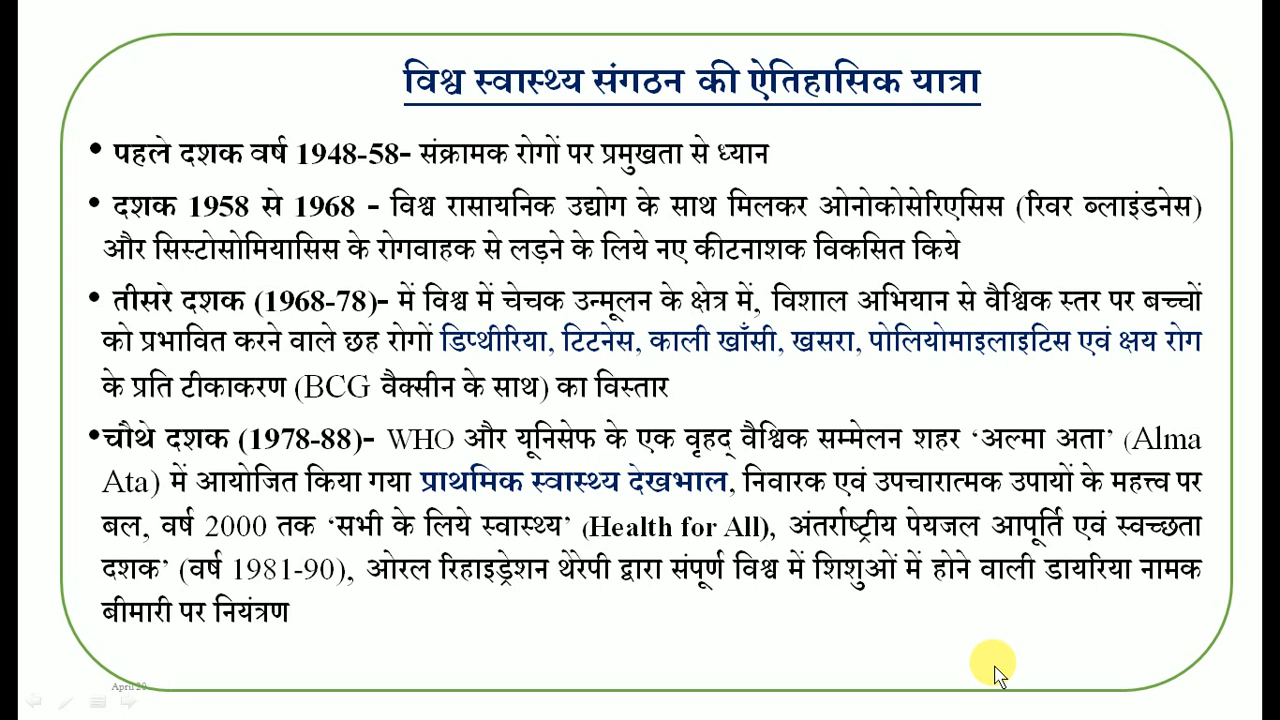 विश्व स्वास्थ्य संगठन की ऐतिहासिक यात्रा
• पहले दशक वर्ष 1948-58- संक्रामक रोगों पर प्रमुखता से ध्यान
• दशक 1958 से 1968 - विश्व रासायनिक उद्योग के साथ मिलकर ओनोकोसेरिएसिस (रिवर ब्लाइंडनेस)
और सिस्टोसोमियासिस के रोगवाहक से लड़ने के लिये नए कीटनाशक विकसित किये
• तीसरे दशक (1968-78)- में विश्व में चेचक उन्मूलन के क्षेत्र में, विशाल अभियान से वैश्विक स्तर पर बच्चों
को प्रभावित करने वाले छह रोगों डिप्थीरिया, टिटनेस, काली खाँसी, खसरा, पोलियोमाइलाइटिस एवं क्षय रोग
के प्रति टीकाकरण (BCG वैक्सीन के साथ) का विस्तार
•चौथे दशक (1978-88)- WHO और यूनिसेफ के एक वृहद् वैश्विक सम्मेलन शहर ‘अल्मा अता’ (Alma
Ata) में आयोजित किया गया प्राथमिक स्वास्थ्य देखभाल, निवारक एवं उपचारात्मक उपायों के महत्त्व पर
बल, वर्ष 2000 तक ‘सभी के लिये स्वास्थ्य’ (Health for All), अंतर्राष्ट्रीय पेयजल आपूर्ति एवं स्वच्छता
दशक’ (वर्ष 1981-90), ओरल रिहाइड्रेशन थेरेपी द्वारा संपूर्ण विश्व में शिशुओं में होने वाली डायरिया नामक
बीमारी पर नियंत्रण
April 20